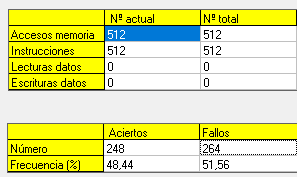 Nº actual Nº total
Accesos memoria 512 512
Instrucciones 512 512
Lecturas datos 0 0
Escrituras datos 0 0
Aciertos Fallos
Número 248 264
Frecuencia (%) 48,44 51,56